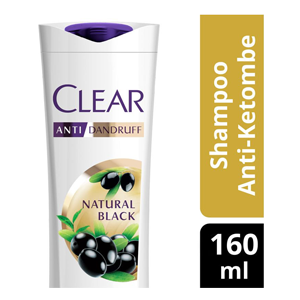 CLEAR
ANTI DANDRUFF
NATURAL
BLACK
Shampoo
Anti-Ketombe
160
ml